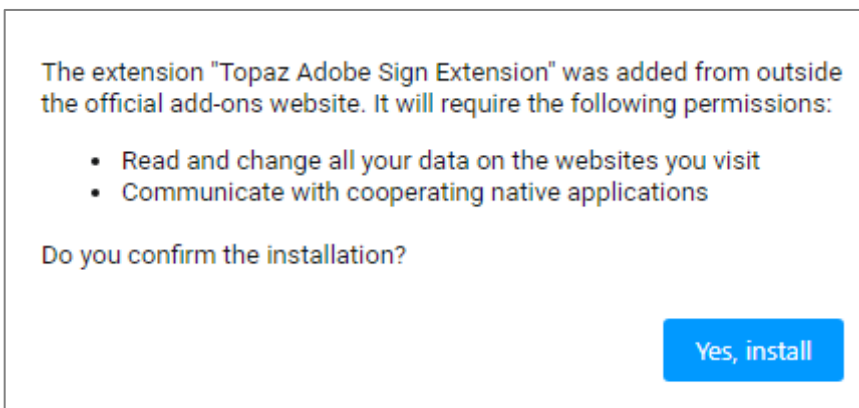 The extension "Topaz Adobe Sign Extension" was added from outside
the official add-ons website. It will require the following permissions:
• Read and change all your data on the websites you visit
• Communicate with cooperating native applications
Do you confirm the installation?
Yes, install